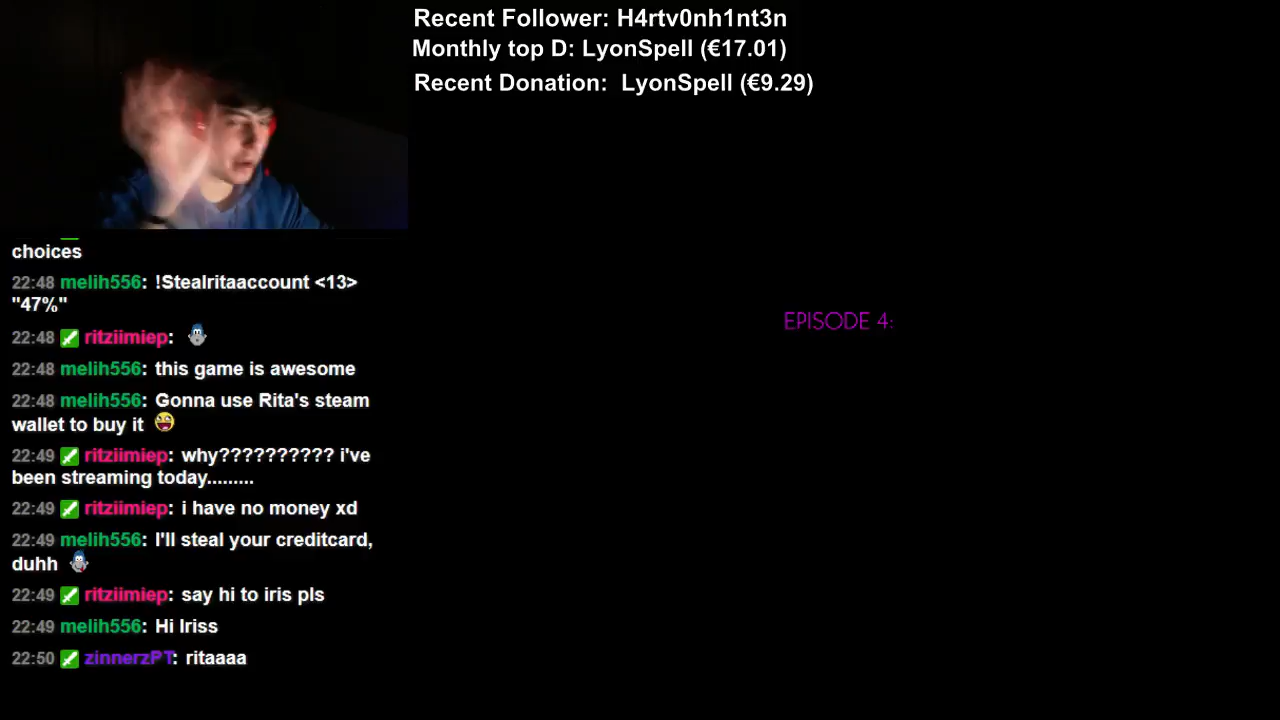 Recent Follower: H4rtv0nh1nt3n
Monthly top D: LyonSpell (€17.01)
Recent Donation: LyonSpell (€9.29)
choices
22:48 melih556: !Stealritaaccount <13>
"47%"
22:48 ritziimiep:
22:48 melih556: this game is awesome
22:48 melih556: Gonna use Rita's steam
wallet to buy it
22:49 ritziimiep: why?????????? i've
been streaming today.........
22:49 ritziimiep: i have no money xd
22:49 melih556: I'll steal your creditcard,
duhh
22:49 ritziimiep: say hi to iris pls
22:49 melih556: Hi Iriss
22:50 zinnerzPT: ritaaaa
EPISODE 4: